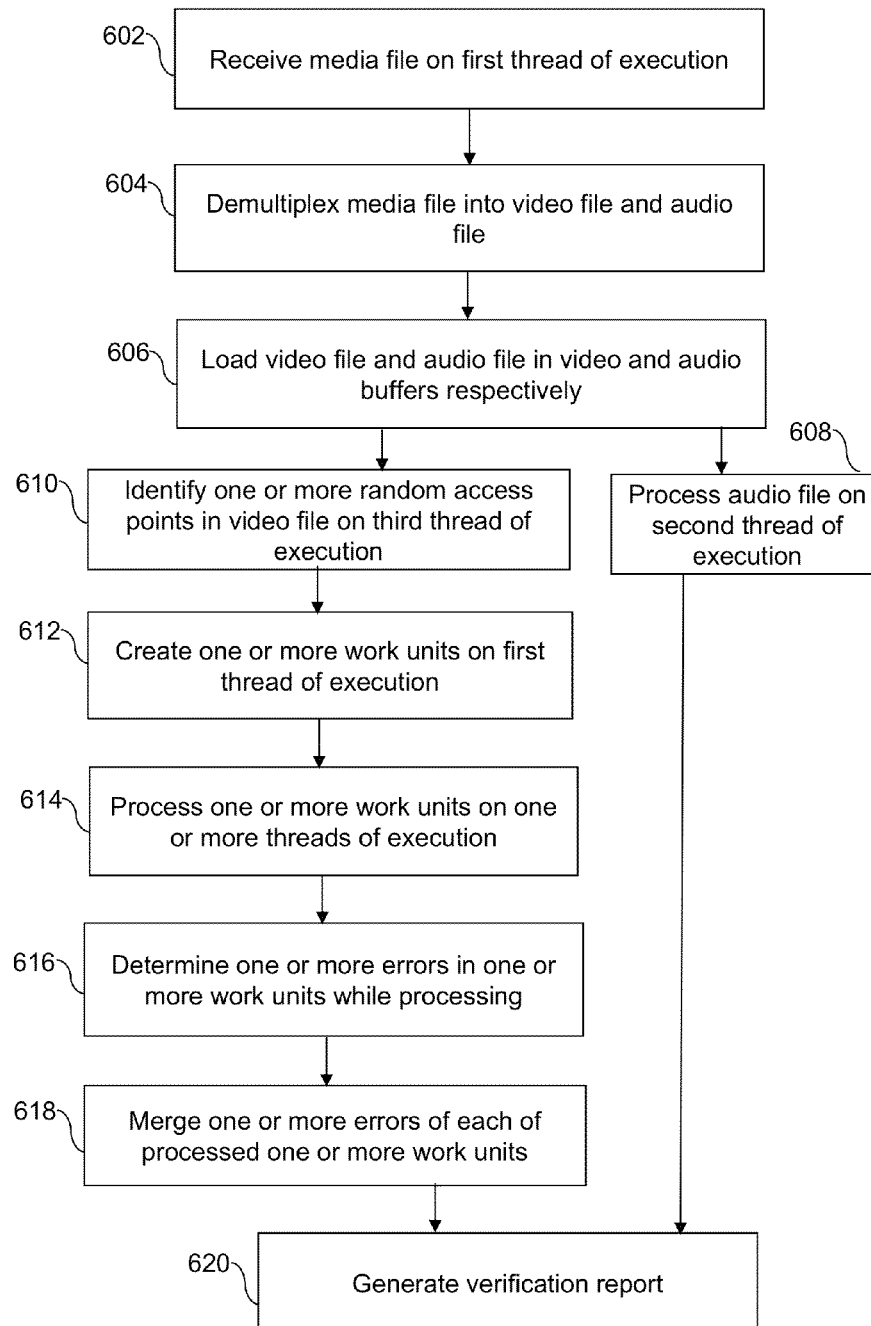 602
Receive media file on first thread of execution
604
Demultiplex media file into video file and audio
file
606
Load video file and audio file in video and audio
buffers respectively
608
Process audio file on
second thread of
execution
610
Identify one or more random access
points in video file on third thread of
execution
612
Create one or more work units on first
thread of execution
614
Process one or more work units on one
or more threads of execution
616
Determine one or more errors in one or
more work units while processing
618
Merge one or more errors of each of
processed one or more work units
620
Generate verification report